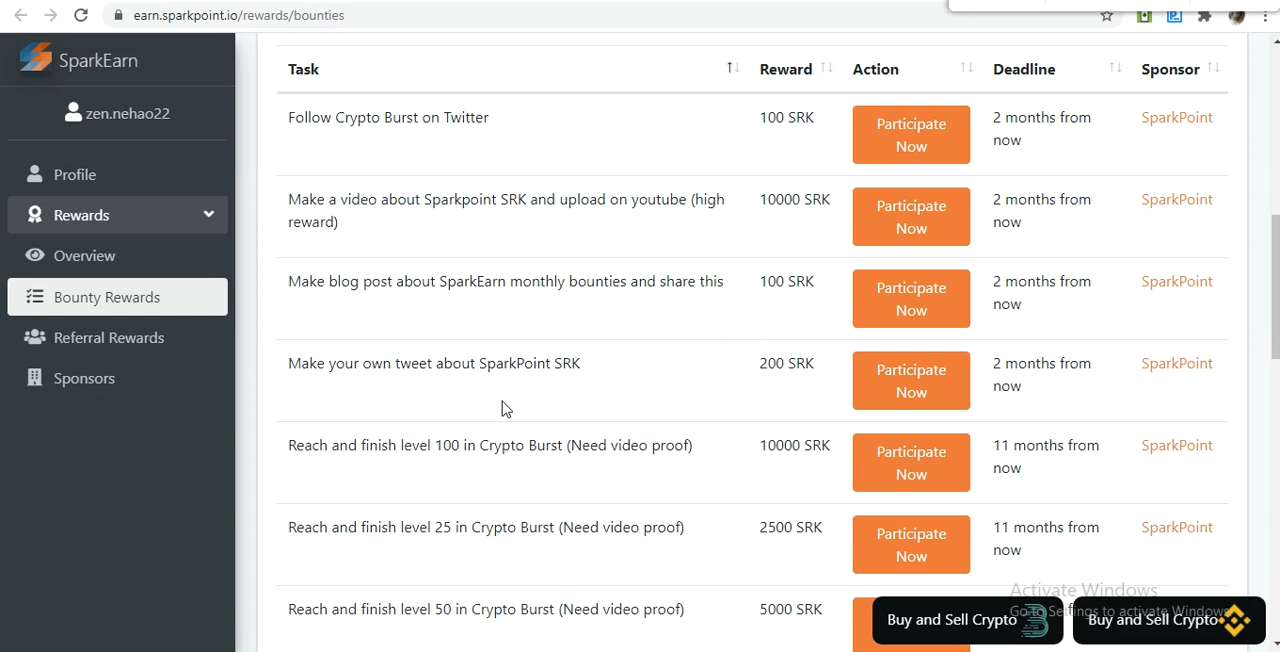 earn.sparkpoint.io/rewards/bounties
SparkEarn
zen.nehao22
Profile
Rewards
Overview
Bounty Rewards
Referral Rewards
Sponsors
Task Reward Action Deadline Sponsor
Follow Crypto Burst on Twitter 100 SRK Participate Now 2 months from now SparkPoint
Make a video about Sparkpoint SRK and upload on youtube (high reward) 10000 SRK Participate Now 2 months from now SparkPoint
Make blog post about SparkEarn monthly bounties and share this 100 SRK Participate Now 2 months from now SparkPoint
Make your own tweet about SparkPoint SRK 200 SRK Participate Now 2 months from now SparkPoint
Reach and finish level 100 in Crypto Burst (Need video proof) 10000 SRK Participate Now 11 months from now SparkPoint
Reach and finish level 25 in Crypto Burst (Need video proof) 2500 SRK Participate Now 11 months from now SparkPoint
Reach and finish level 50 in Crypto Burst (Need video proof) 5000 SRK
Activate Windows
Go to Settings to activate Windows.
Buy and Sell Crypto
Buy and Sell Crypto